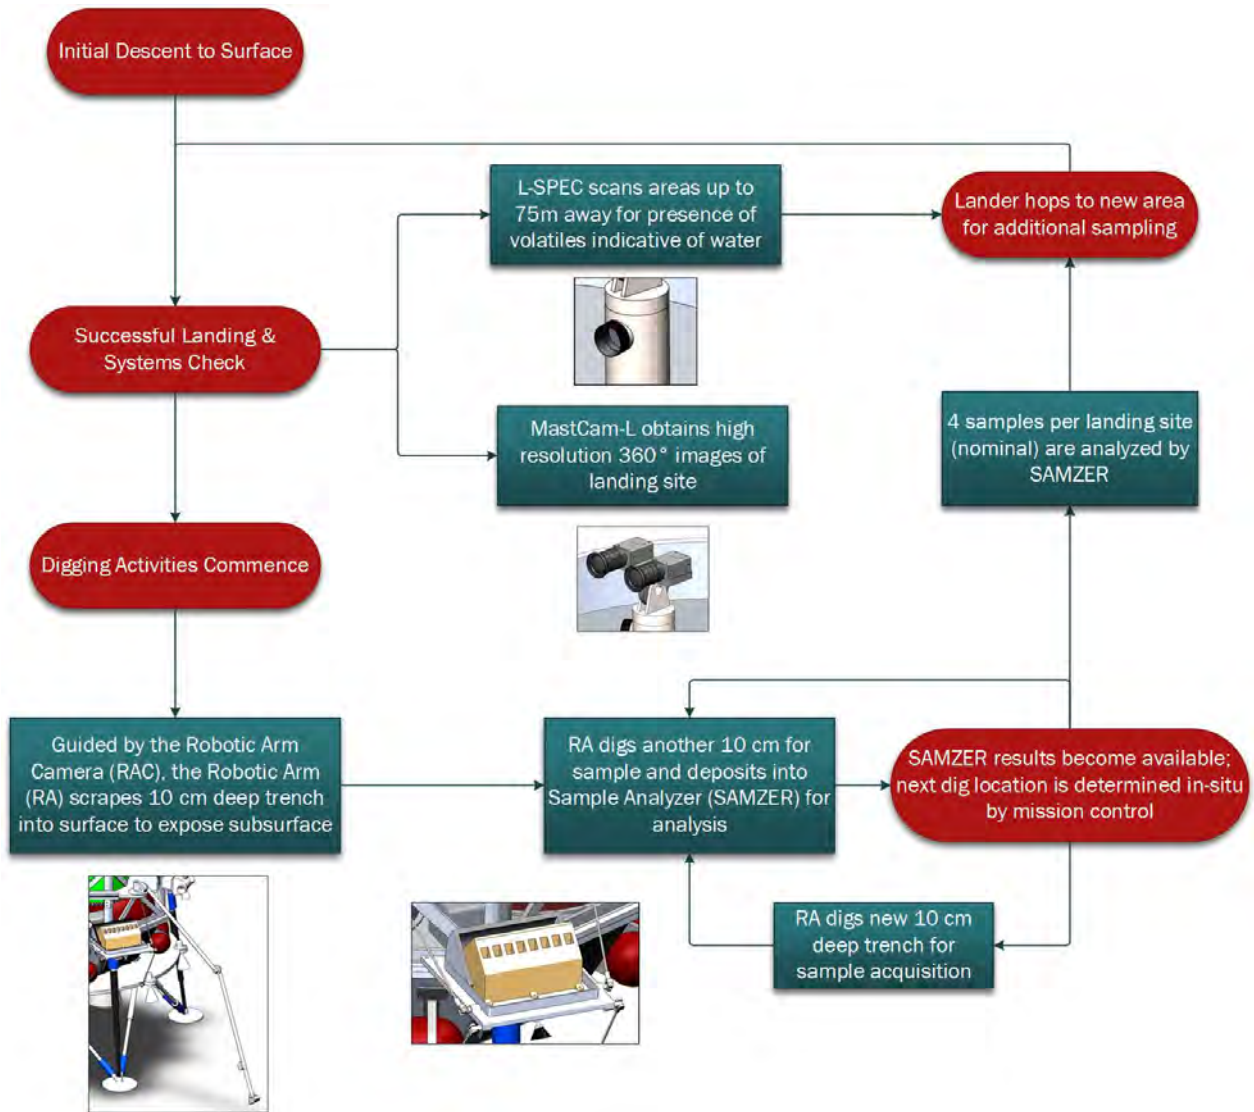 Initial Descent to Surface
L-SPEC scans areas up to
75m away for presence of
volatiles indicative of water
Lander hops to new area
for additional sampling
Successful Landing &
Systems Check
MastCam-L obtains high
resolution 360° images of
landing site
4 samples per landing site
(nominal) are analyzed by
SAMZER
Digging Activities Commence
Guided by the Robotic Arm
Camera (RAC), the Robotic Arm
(RA) scrapes 10 cm deep trench
into surface to expose subsurface
RA digs another 10 cm for
sample and deposits into
Sample Analyzer (SAMZER) for
analysis
SAMZER results become available;
next dig location is determined in-situ
by mission control
RA digs new 10 cm
deep trench for
sample acquisition